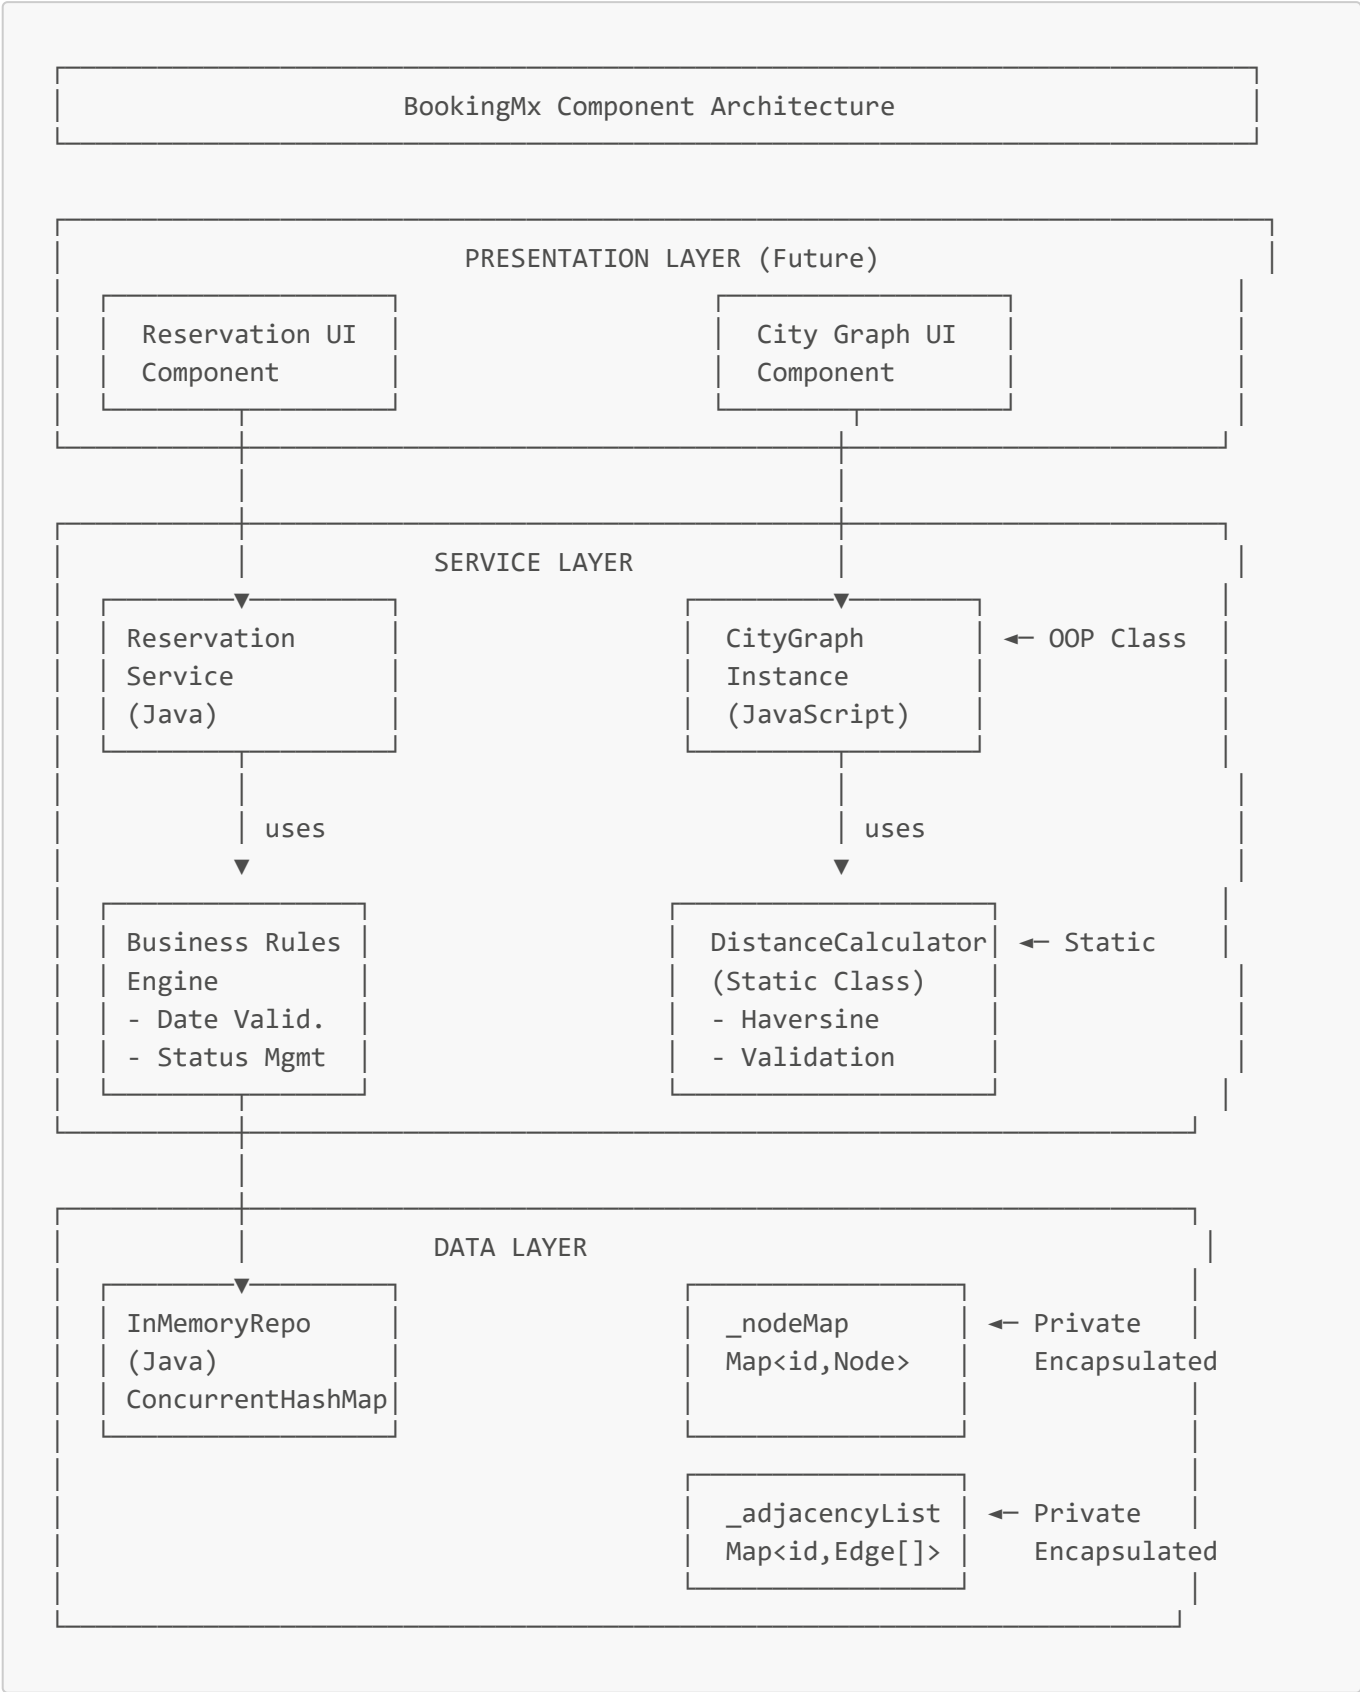 BookingMx Component Architecture
PRESENTATION LAYER (Future)
Reservation UI
Component
City Graph UI
Component
SERVICE LAYER
Reservation
Service
(Java)
CityGraph
Instance
(JavaScript)
◄─ OOP Class
uses
uses
Business Rules
Engine
- Date Valid.
- Status Mgmt
DistanceCalculator
(Static Class)
- Haversine
- Validation
◄─ Static
DATA LAYER
InMemoryRepo
(Java)
ConcurrentHashMap
_nodeMap
Map<id,Node>
◄─ Private
Encapsulated
_adjacencyList
Map<id,Edge[]>
◄─ Private
Encapsulated